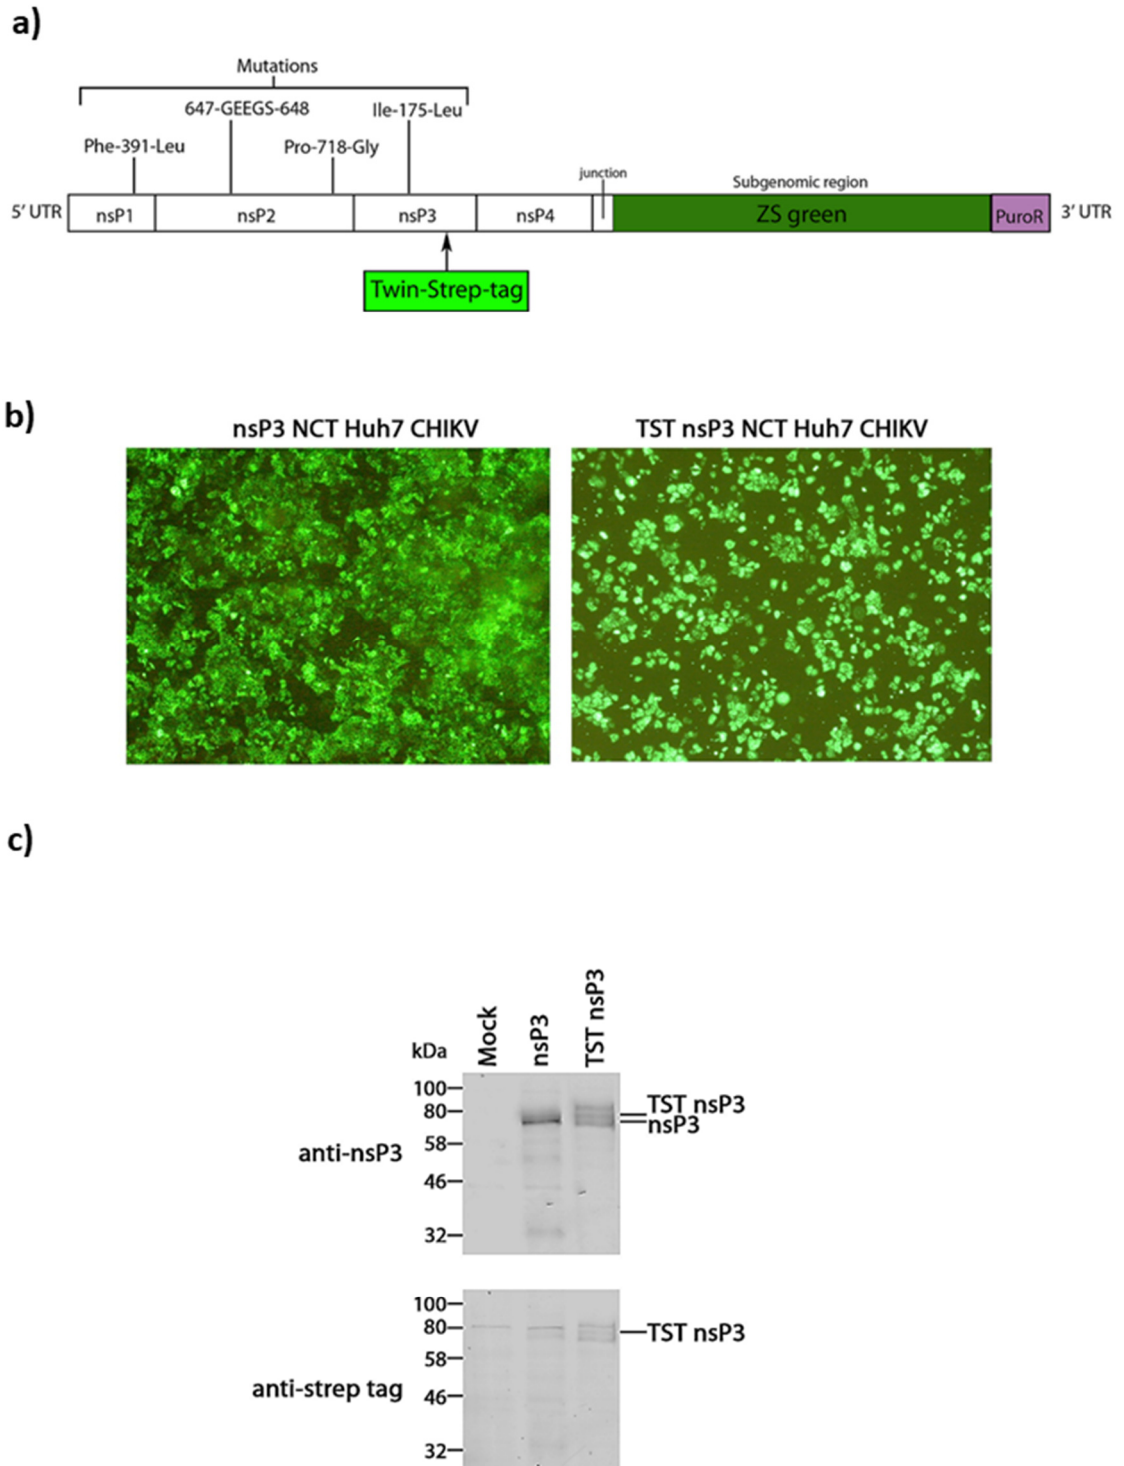 a)
Mutations
647-GEEGS-648 Ile-175-Leu
Phe-391-Leu Pro-718-Gly
junction
Subgenomic region
5' UTR nsP1 nsP2 nsP3 nsP4 ZS green PuroR 3' UTR
Twin-Strep-tag
b)
nsP3 NCT Huh7 CHIKV TST nsP3 NCT Huh7 CHIKV
c)
Mock nsP3 TST nsP3
kDa
100
80 TST nsP3
nsP3
58
anti-nsP3
46
32
100
80 TST nsP3
58
anti-strep tag 46
32